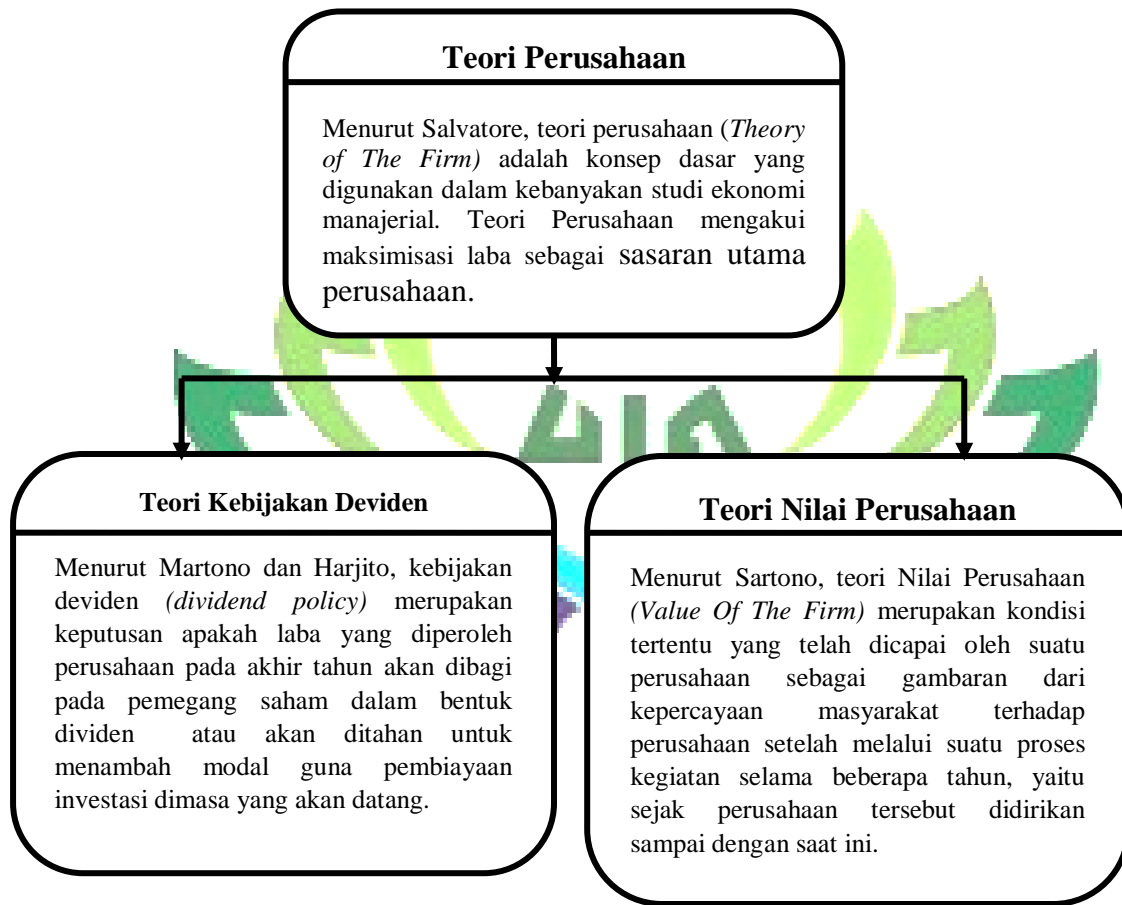 Teori Perusahaan
Menurut Salvatore, teori perusahaan (Theory
of The Firm) adalah konsep dasar yang
digunakan dalam kebanyakan studi ekonomi
manajerial. Teori Perusahaan mengakui
maksimisasi laba sebagai sasaran utama
perusahaan.
Teori Kebijakan Deviden
Menurut Martono dan Harjito, kebijakan
deviden (dividend policy) merupakan
keputusan apakah laba yang diperoleh
perusahaan pada akhir tahun akan dibagi
pada pemegang saham dalam bentuk
dividen atau akan ditahan untuk
menambah modal guna pembiayaan
investasi dimasa yang akan datang.
Teori Nilai Perusahaan
Menurut Sartono, teori Nilai Perusahaan
(Value Of The Firm) merupakan kondisi
tertentu yang telah dicapai oleh suatu
perusahaan sebagai gambaran dari
kepercayaan masyarakat terhadap
perusahaan setelah melalui suatu proses
kegiatan selama beberapa tahun, yaitu
sejak perusahaan tersebut didirikan
sampai dengan saat ini.